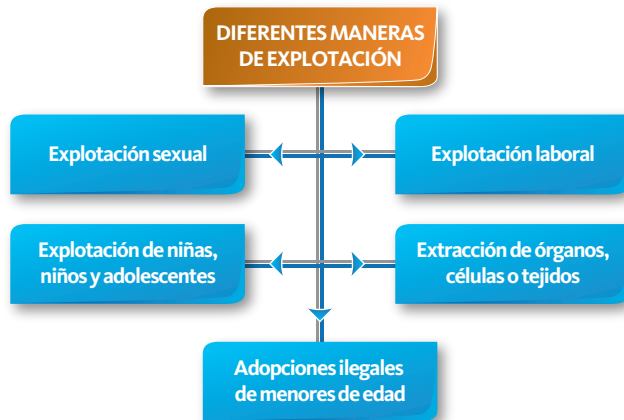 DIFERENTES MANERAS
DE EXPLOTACIÓN
Explotación sexual
Explotación laboral
Explotación de niñas,
niños y adolescentes
Extracción de órganos,
células o tejidos
Adopciones ilegales
de menores de edad